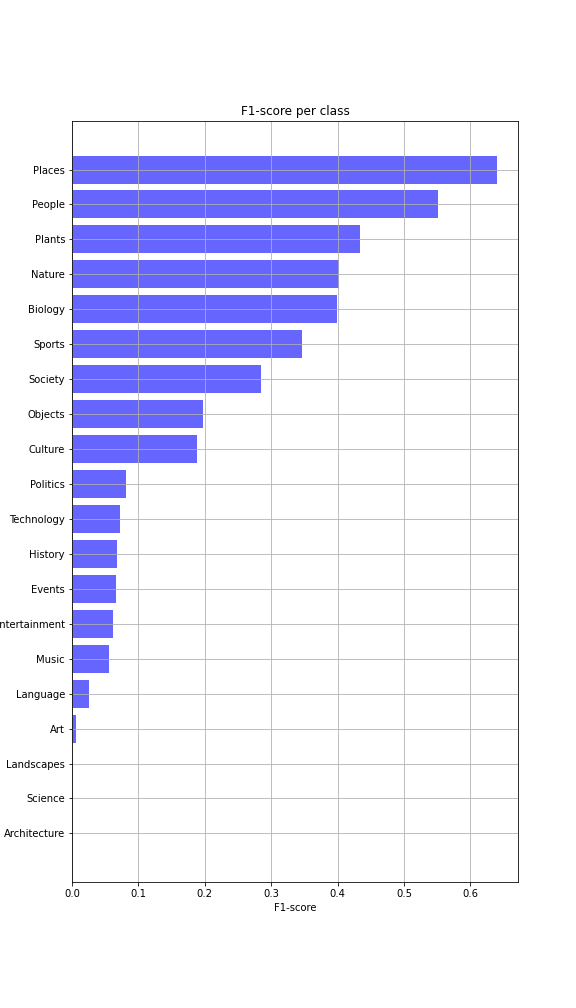 F1-score per class
Places
People
Plants
Nature
Biology
Sports
Society
Objects
Culture
Politics
Technology
History
Events
ntertainment
Music
Language
Art
Landscapes
Science
Architecture
0.0 0.1 0.2 0.3 0.4 0.5 0.6
F1-score